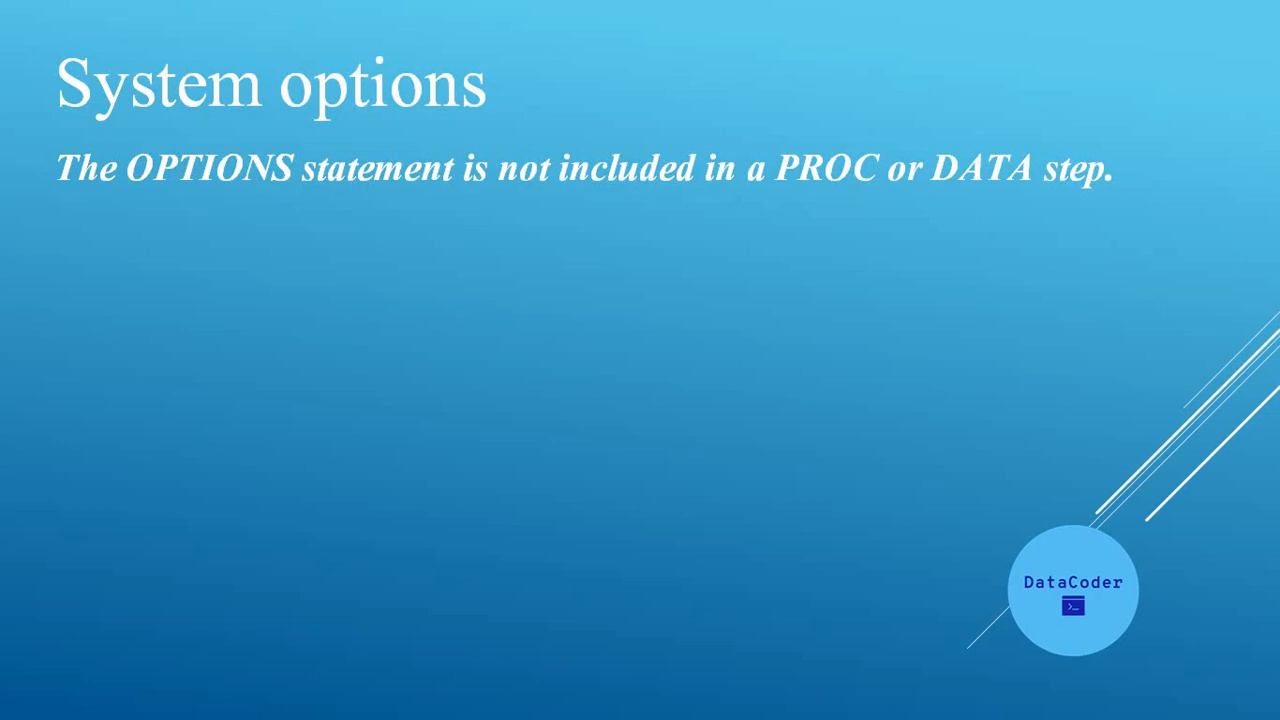 System options
The OPTIONS statement is not included in a PROC or DATA step.
DataCoder
>_